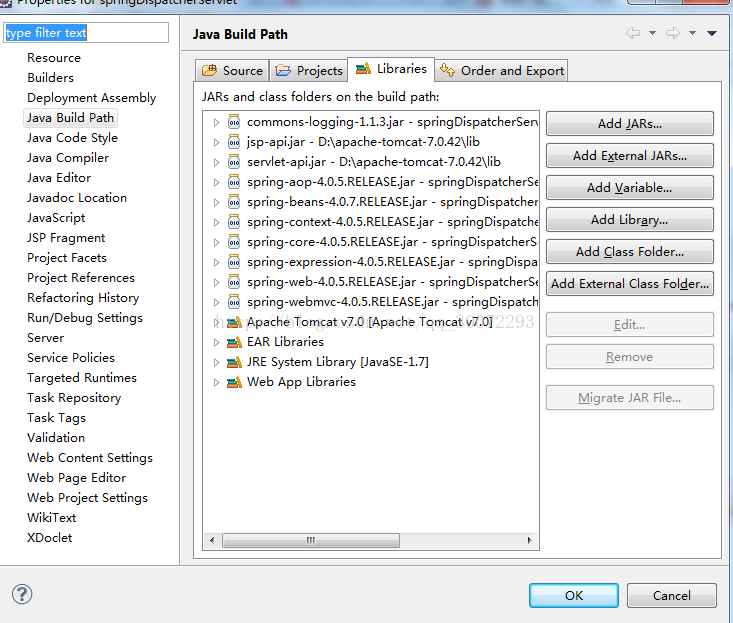 Properties for springDispatcherServlet
type filter text
Resource
Builders
Deployment Assembly
Java Build Path
Java Code Style
Java Compiler
Java Editor
Javadoc Location
JavaScript
JSP Fragment
Project Facets
Project References
Refactoring History
Run/Debug Settings
Server
Service Policies
Targeted Runtimes
Task Repository
Task Tags
Validation
Web Content Settings
Web Page Editor
Web Project Settings
WikiText
XDoclet
Java Build Path
Source
Projects
Libraries
Order and Export
JARs and class folders on the build path:
commons-logging-1.1.3.jar - springDispatcherServ
jsp-api.jar - D:\apache-tomcat-7.0.42\lib
servlet-api.jar - D:\apache-tomcat-7.0.42\lib
spring-aop-4.0.5.RELEASE.jar - springDispatcherSe
spring-beans-4.0.7.RELEASE.jar - springDispatcher
spring-context-4.0.5.RELEASE.jar - springDispatche
spring-core-4.0.5.RELEASE.jar - springDispatcherS
spring-expression-4.0.5.RELEASE.jar - springDispa
spring-web-4.0.5.RELEASE.jar - springDispatcherSe
spring-webmvc-4.0.5.RELEASE.jar - springDispatch
Apache Tomcat v7.0 [Apache Tomcat v7.0]
EAR Libraries
JRE System Library [JavaSE-1.7]
Web App Libraries
Add JARs...
Add External JARs...
Add Variable...
Add Library...
Add Class Folder...
Add External Class Folder...
Edit...
Remove
Migrate JAR File...
OK
Cancel